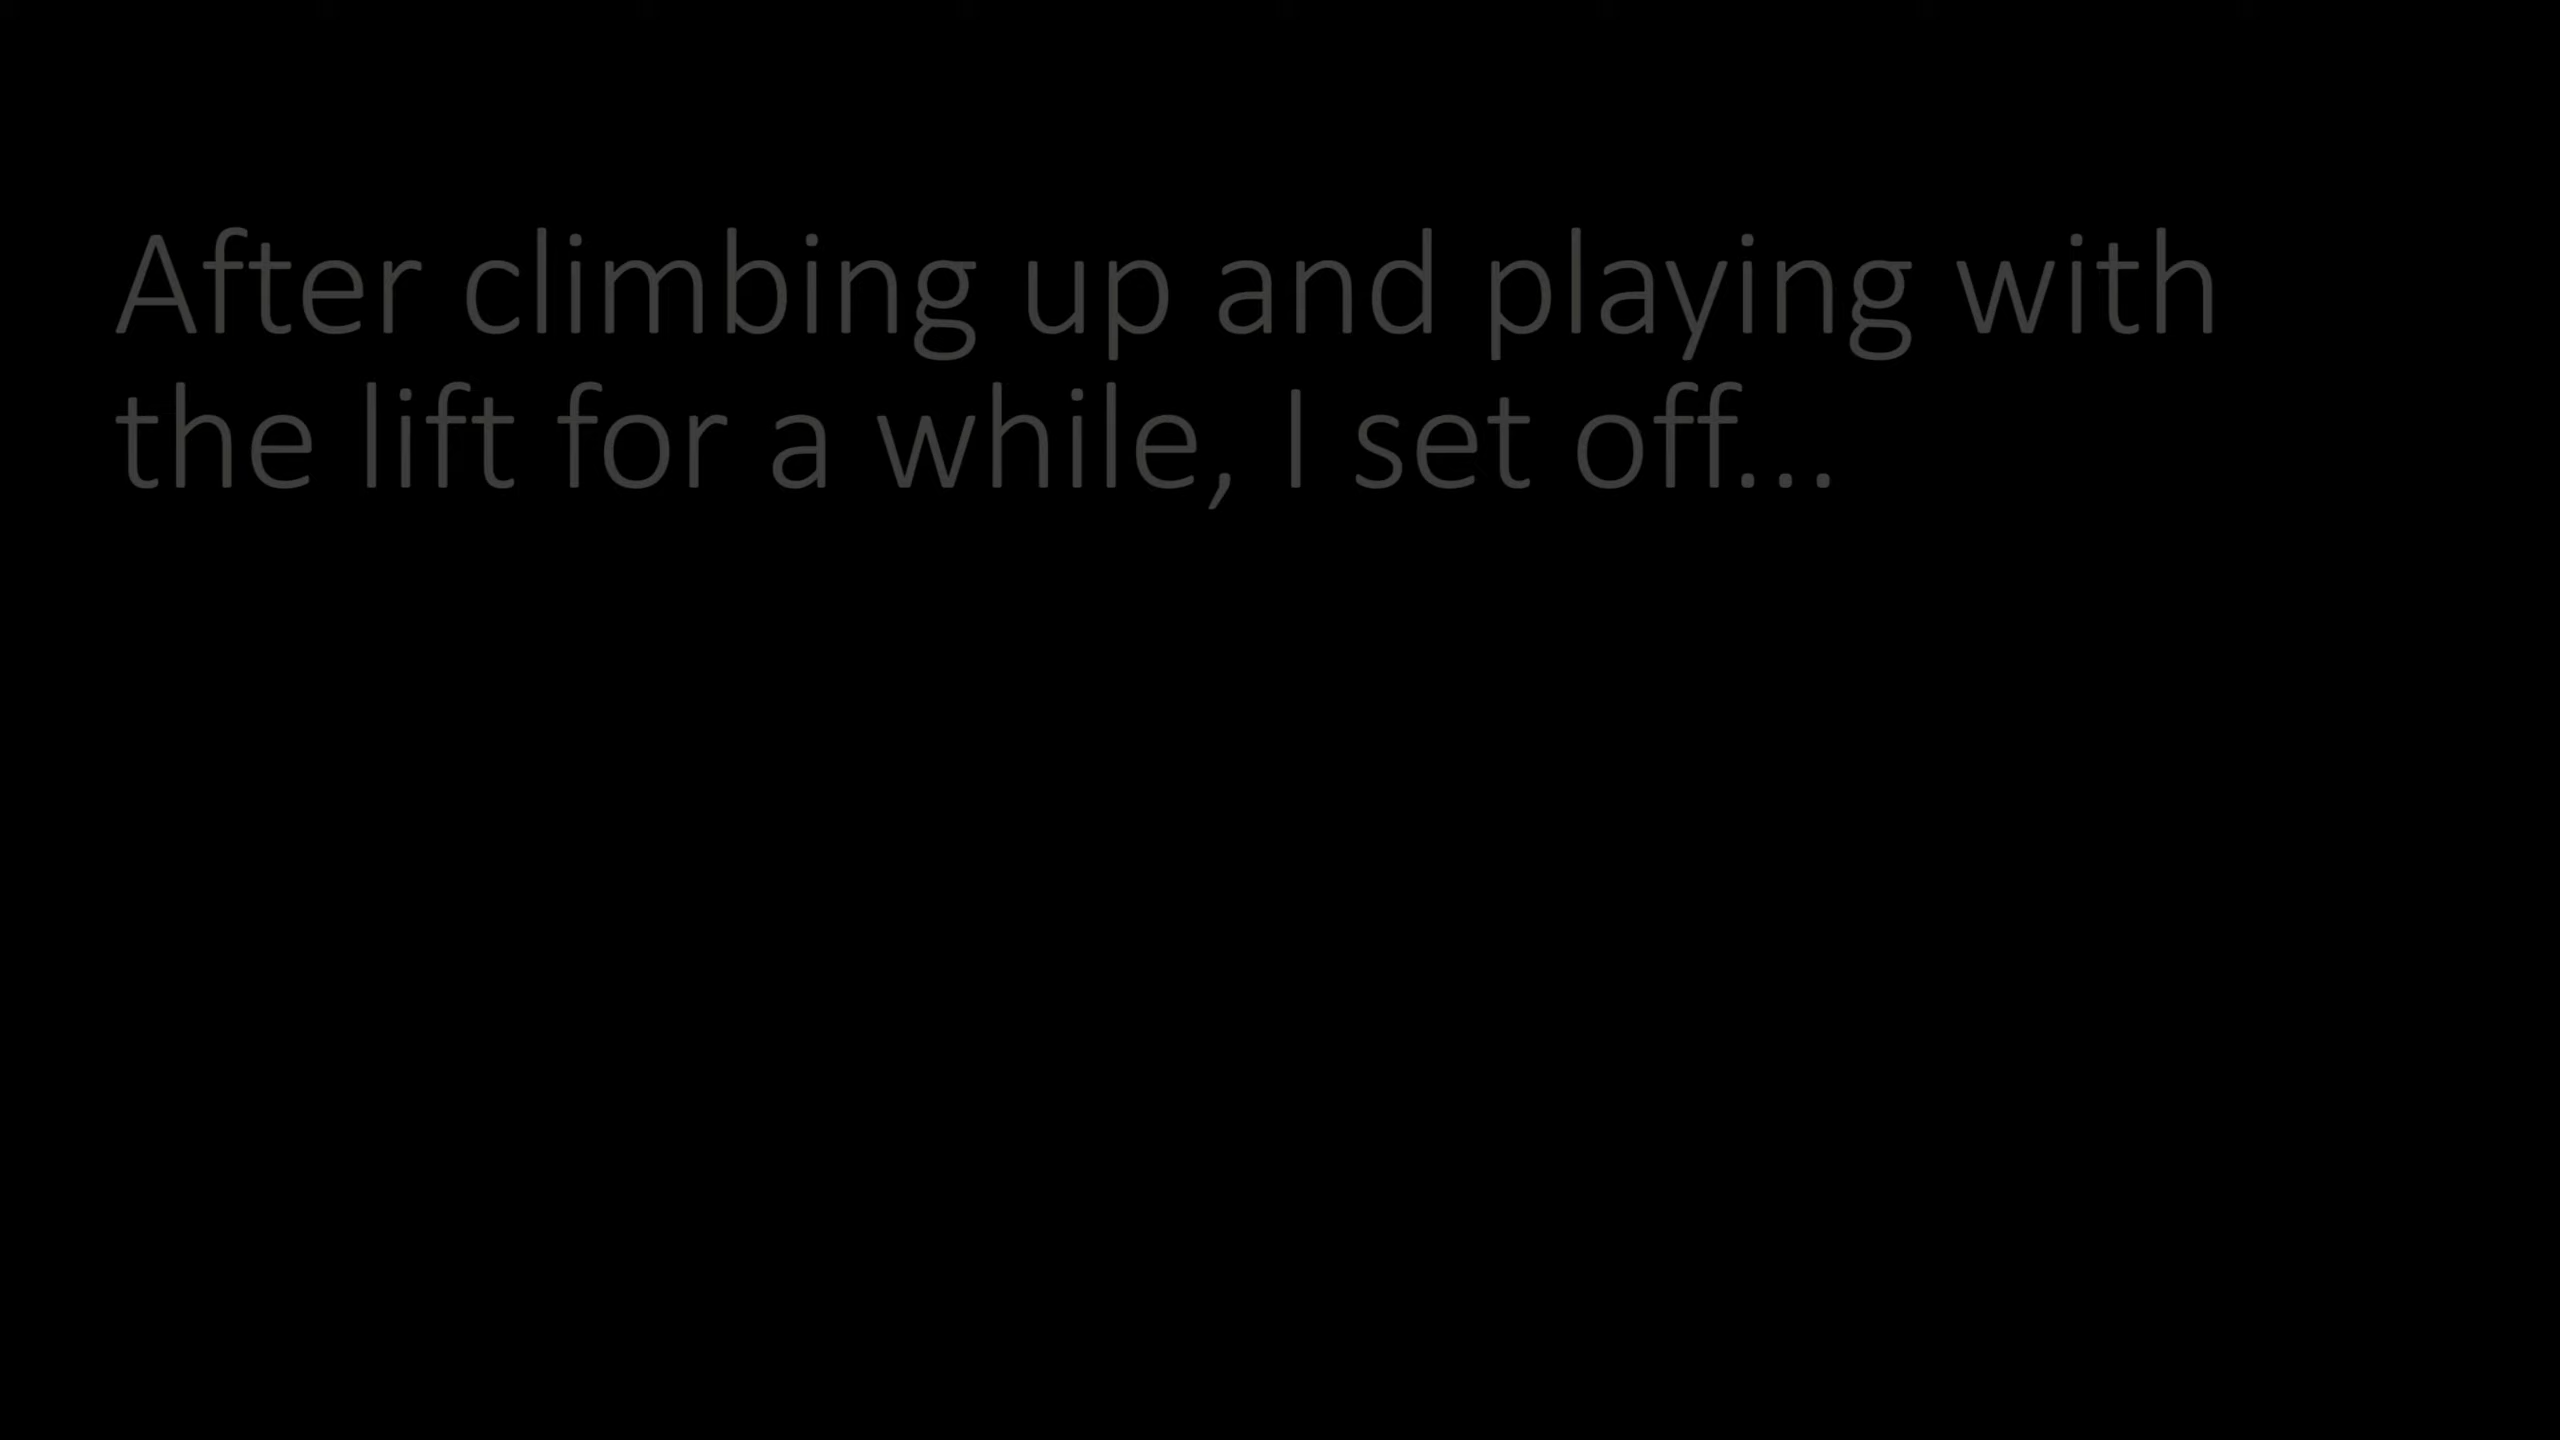 After climbing up and playing with
the lift for a while, I set off...